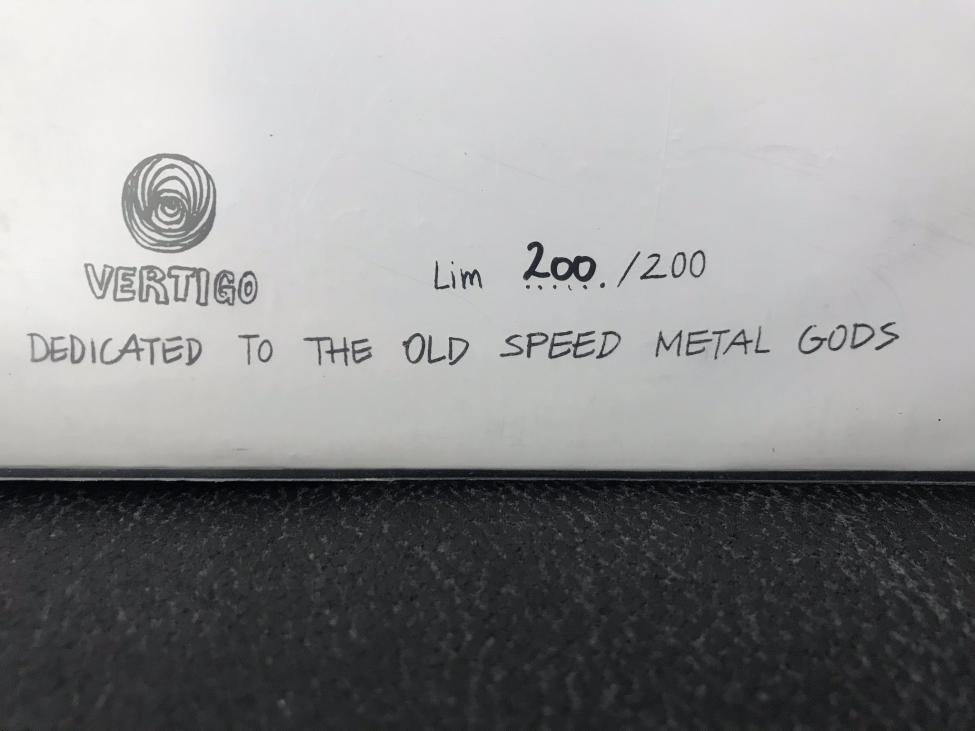 VERTIGO
Lim 200. /200
DEDICATED TO THE OLD SPEED METAL GODS